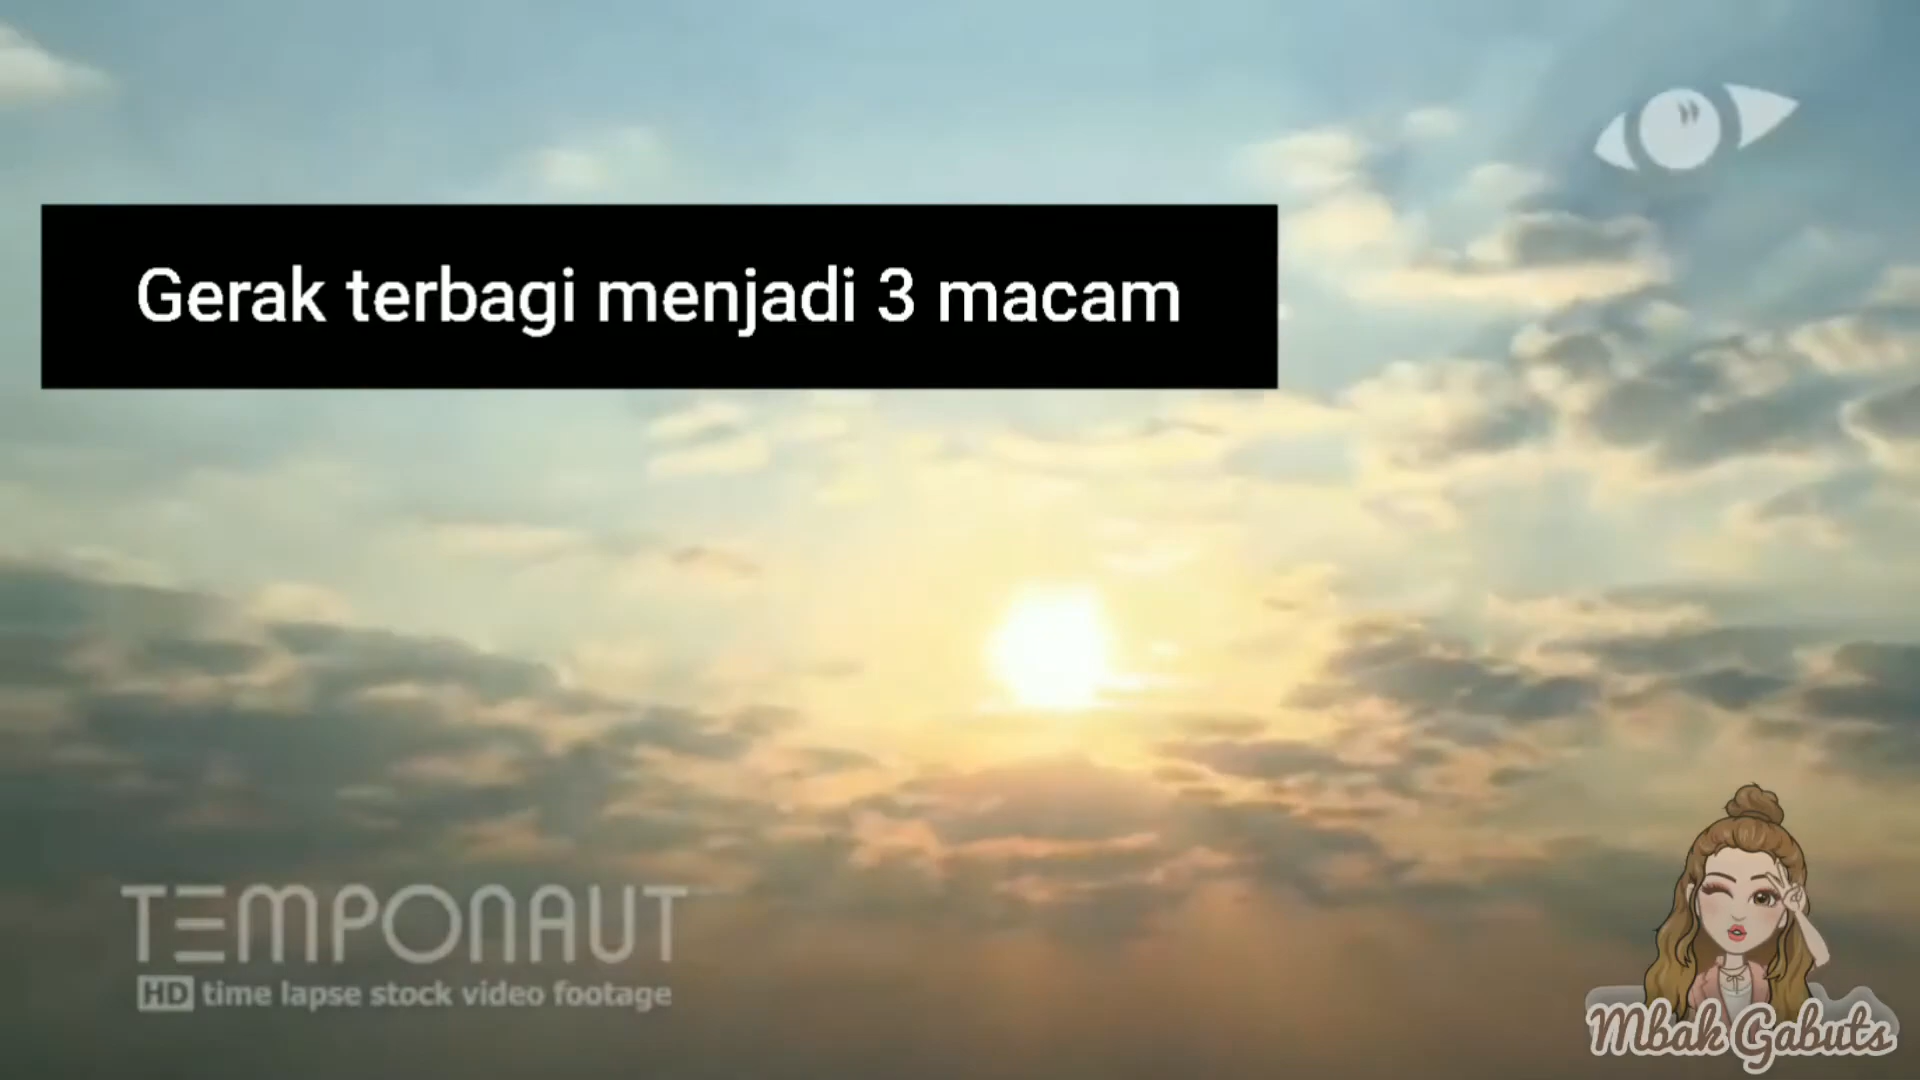 Gerak terbagi menjadi 3 macam
TEMPONAUT
HD time lapse stock video footage
Mbak Gabuts